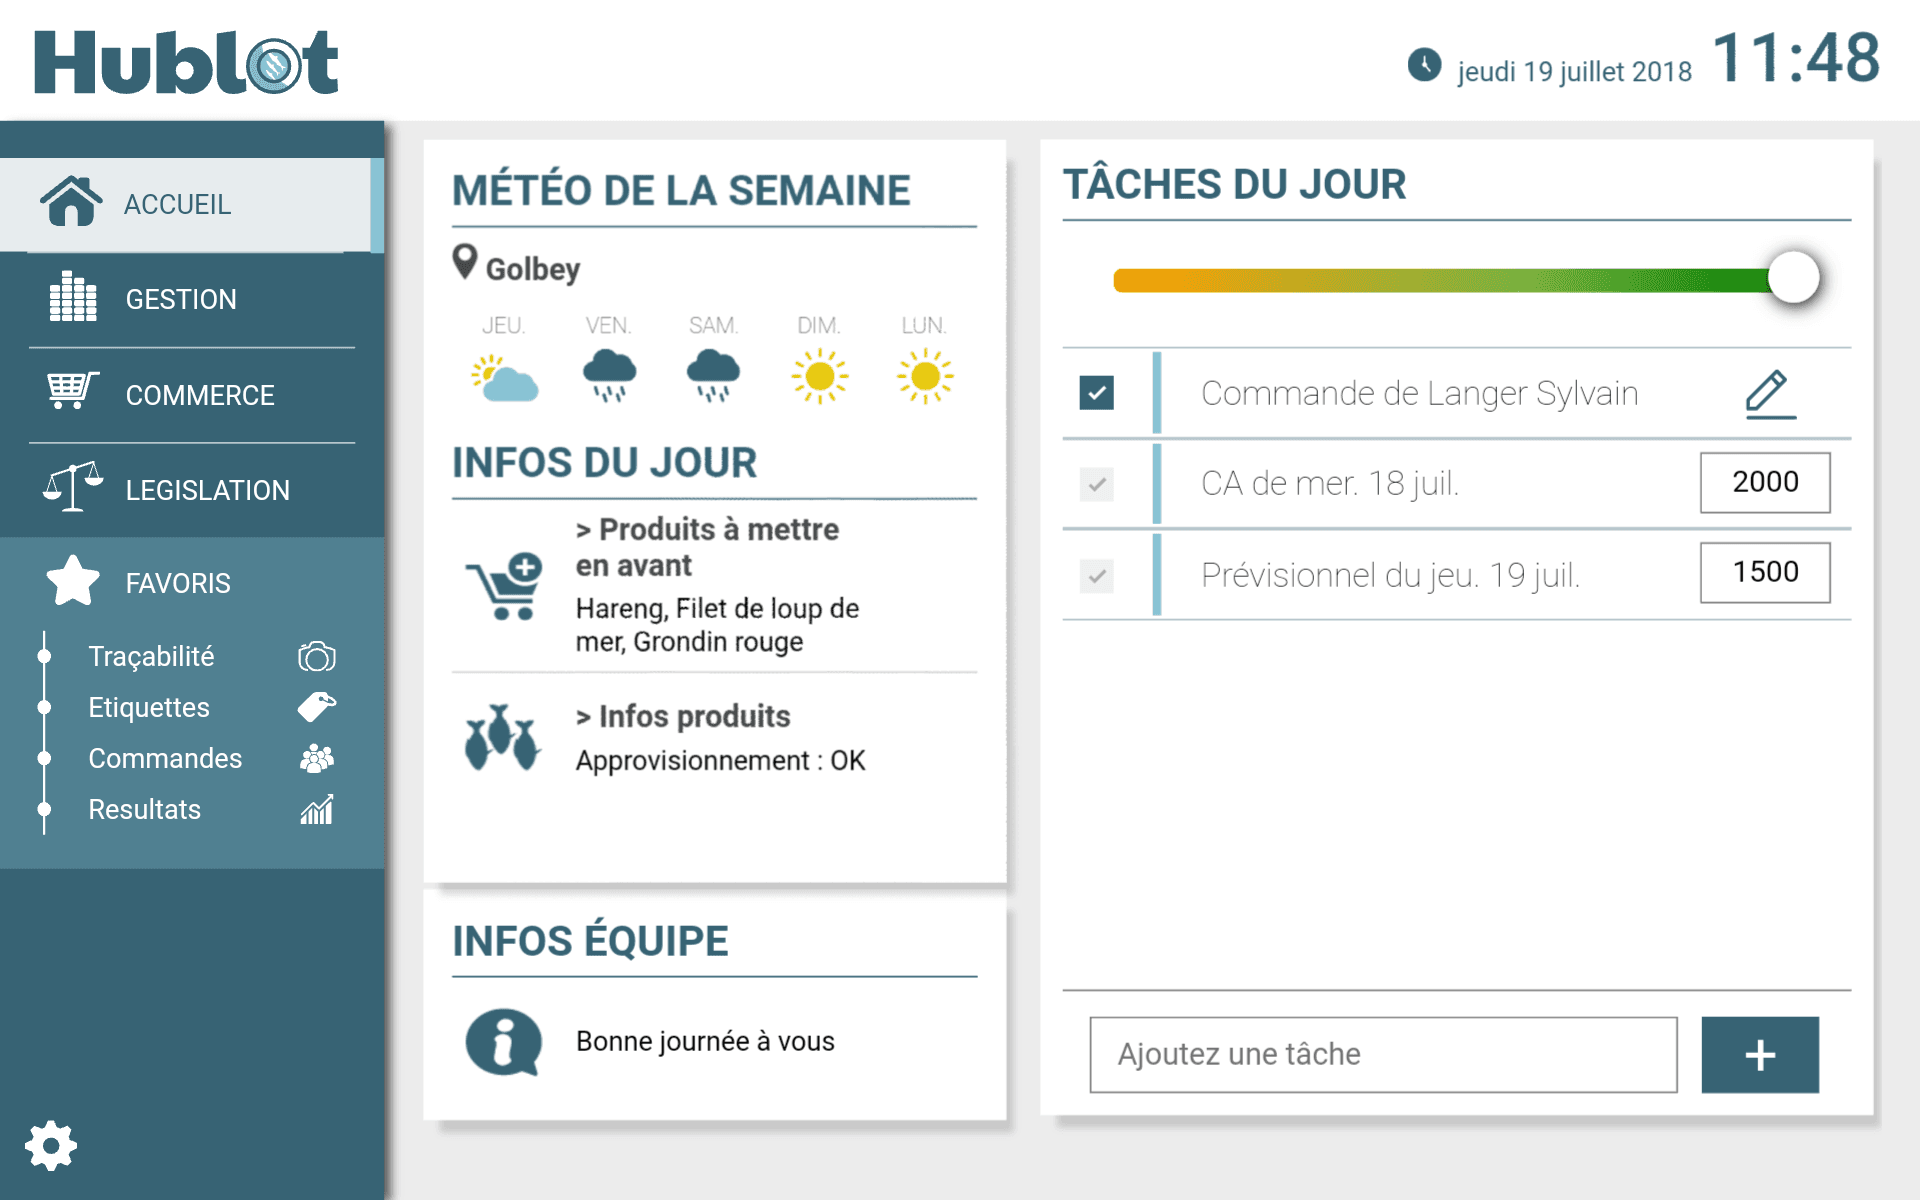 Hublot
jeudi 19 juillet 2018 11:48
ACCUEIL
GESTION
COMMERCE
LEGISLATION
FAVORIS
Traçabilité
Etiquettes
Commandes
Resultats
MÉTÉO DE LA SEMAINE
Golbey
JEU. VEN. SAM. DIM. LUN.
INFOS DU JOUR
> Produits à mettre
en avant
Hareng, Filet de loup de
mer, Grondin rouge
> Infos produits
Approvisionnement : OK
INFOS ÉQUIPE
Bonne journée à vous
TÂCHES DU JOUR
Commande de Langer Sylvain
CA de mer. 18 juil. 2000
Prévisionnel du jeu. 19 juil. 1500
Ajoutez une tâche +